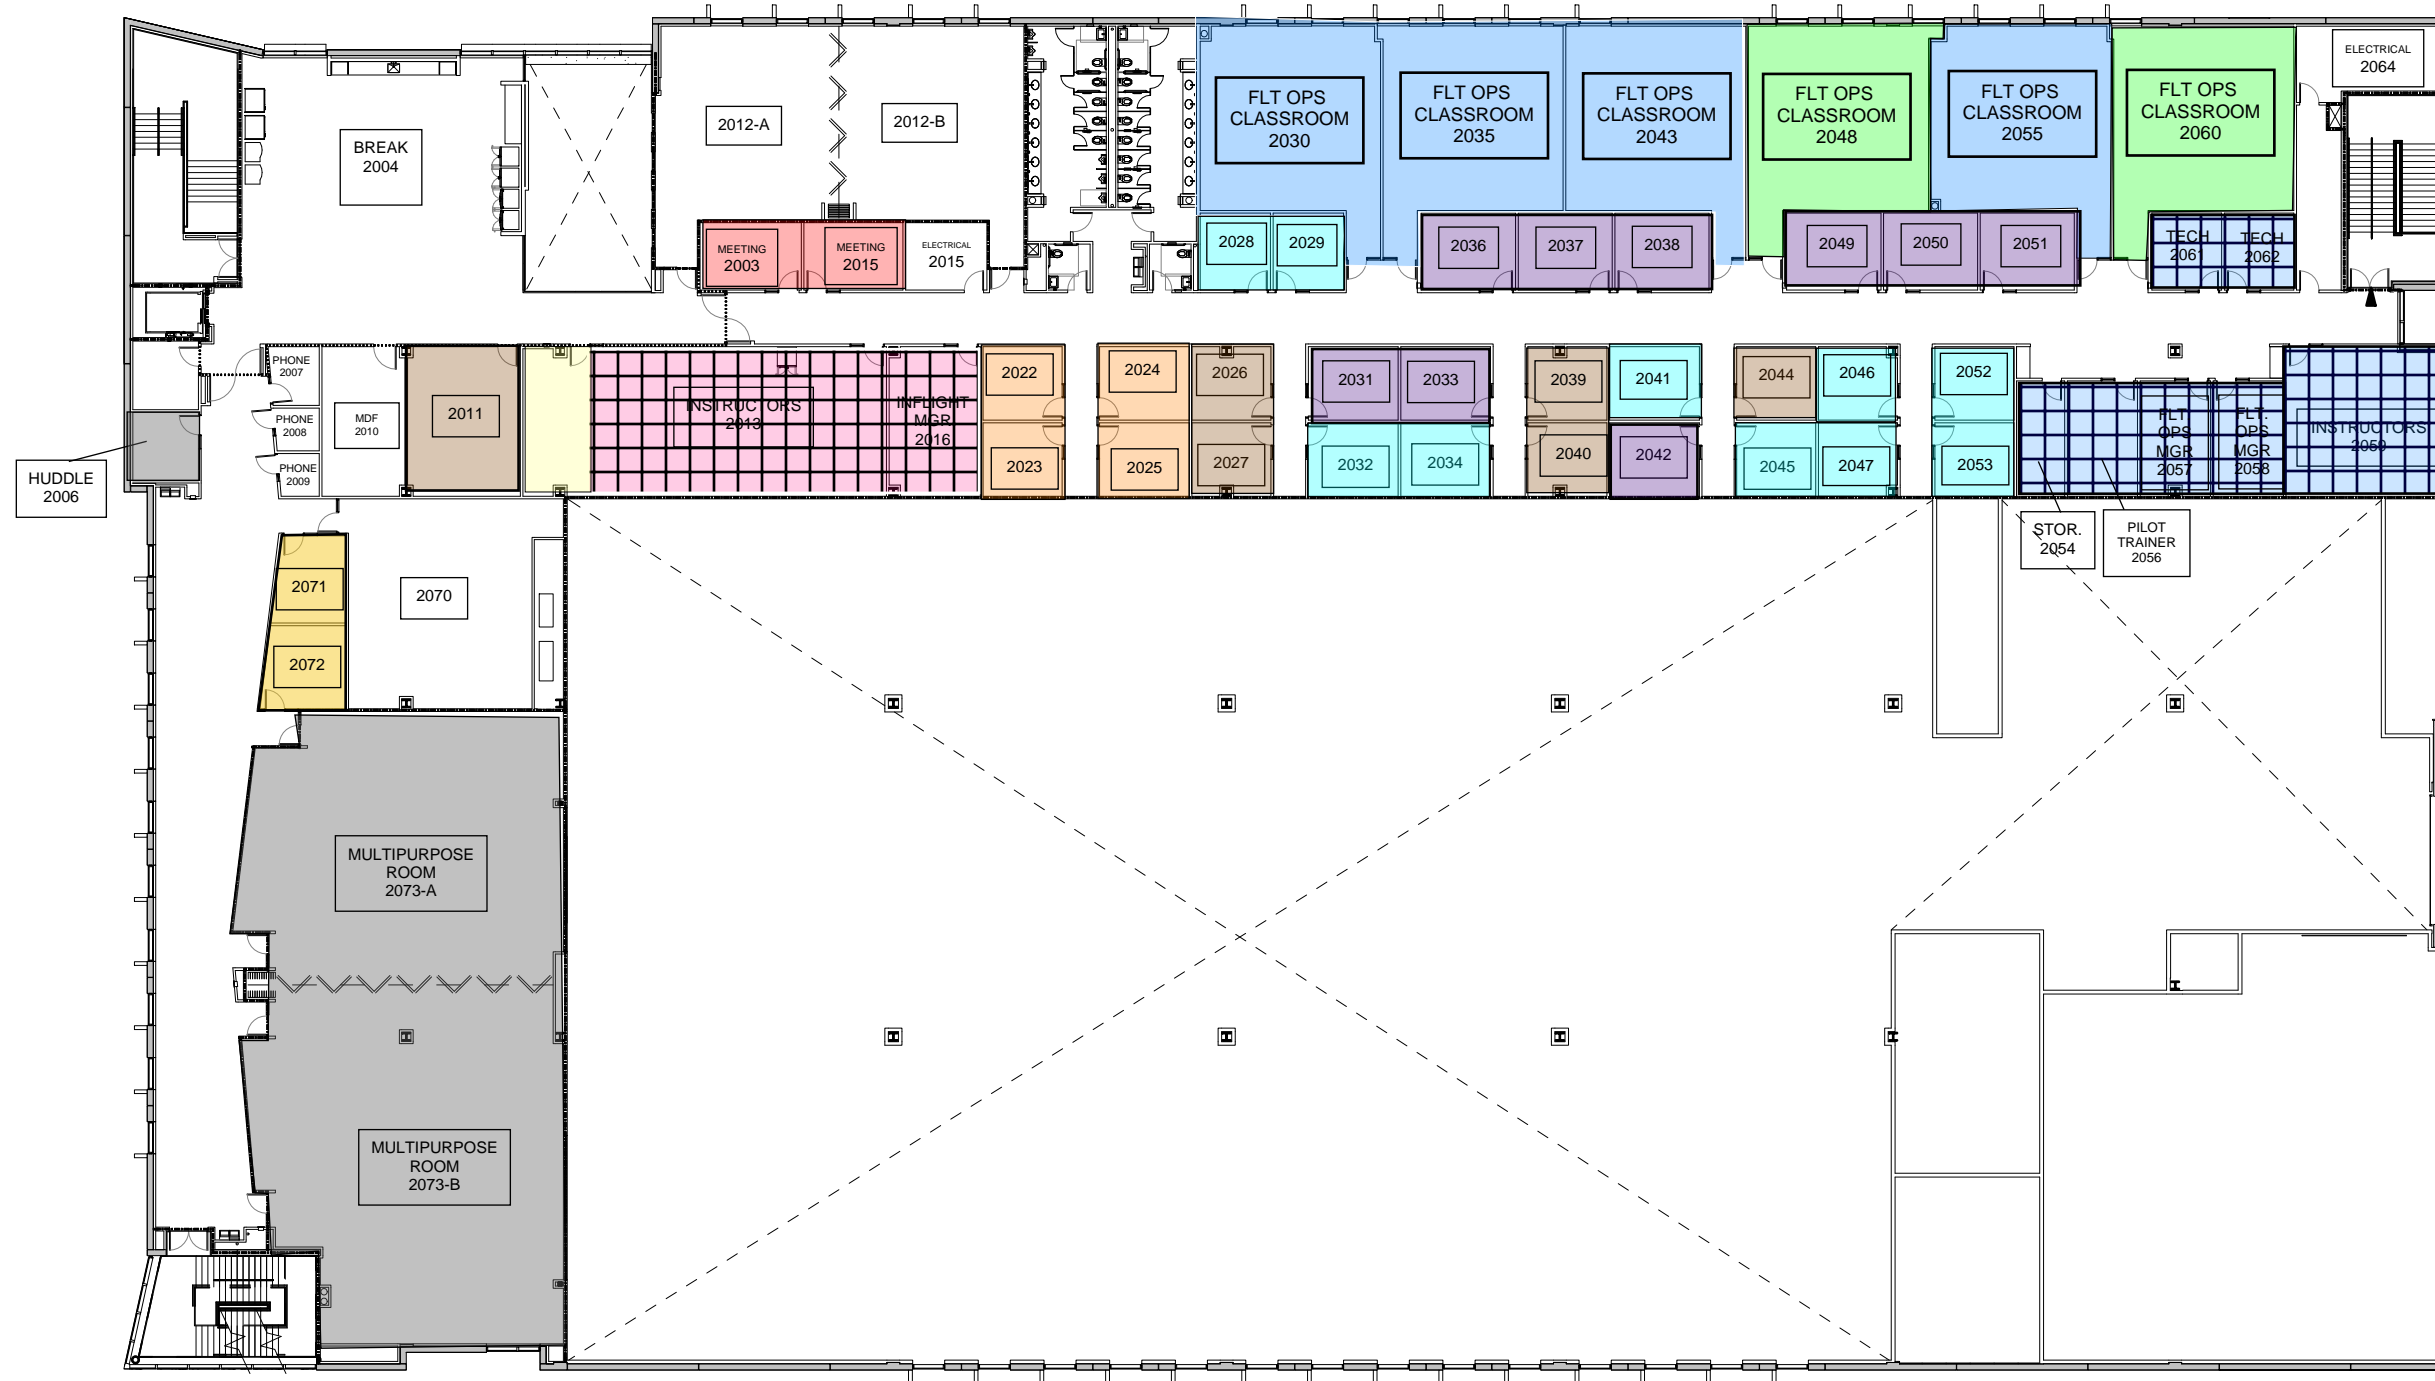 ELECTRICAL
2064
FLT OPS
CLASSROOM
2030
FLT OPS
CLASSROOM
2035
FLT OPS
CLASSROOM
2043
FLT OPS
CLASSROOM
2048
FLT OPS
CLASSROOM
2055
FLT OPS
CLASSROOM
2060
BREAK
2004
2012-A
2012-B
MEETING
2003
MEETING
2015
ELECTRICAL
2015
2028
2029
2036
2037
2038
2049
2050
2051
TECH
2061
TECH
2062
PHONE
2007
PHONE
2008
PHONE
2009
MDF
2010
2011
INSTRUCTORS
2013
INFLIGHT
MGR
2016
2022
2023
2024
2025
2026
2027
2031
2033
2032
2034
2039
2041
2040
2042
2044
2046
2045
2047
2052
2053
FLT
OPS
MGR
2057
FLT.
OPS
MGR
2058
INSTRUCTORS
2059
HUDDLE
2006
STOR.
2054
PILOT
TRAINER
2056
2071
2070
2072
MULTIPURPOSE
ROOM
2073-A
MULTIPURPOSE
ROOM
2073-B